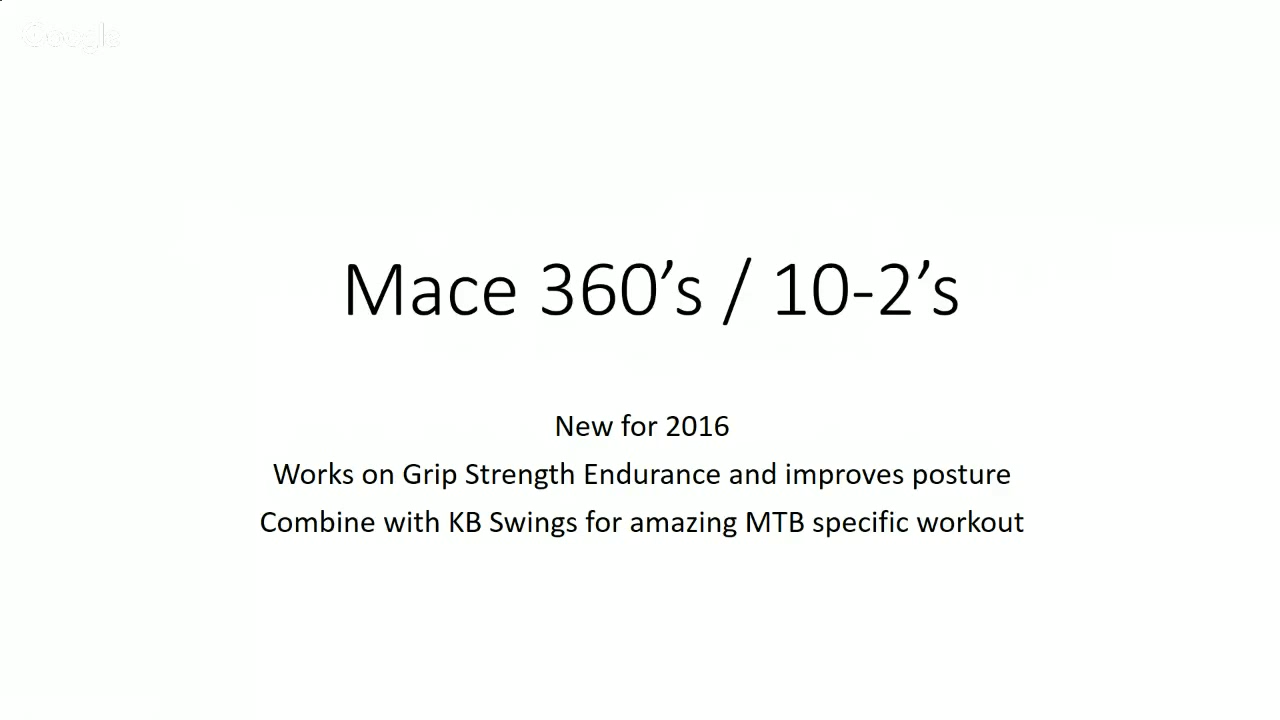 Google
Mace 360’s / 10-2’s
New for 2016
Works on Grip Strength Endurance and improves posture
Combine with KB Swings for amazing MTB specific workout